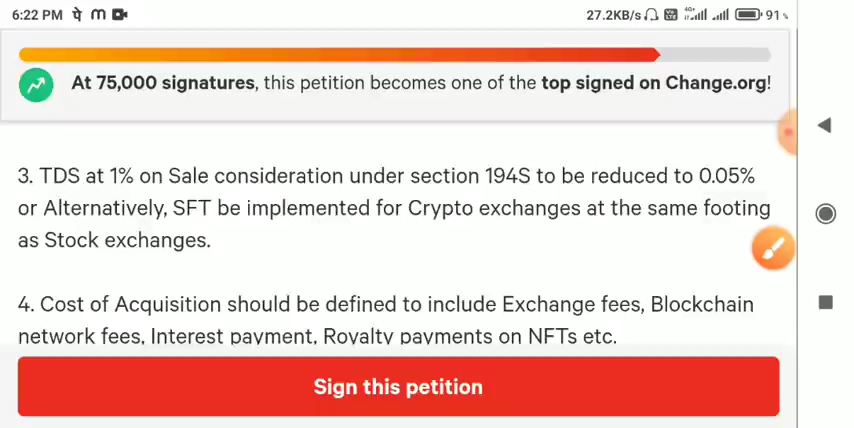 6:22 PM पे m 27.2KB/s 4G+ 91%
At 75,000 signatures, this petition becomes one of the top signed on Change.org!
3. TDS at 1% on Sale consideration under section 194S to be reduced to 0.05%
or Alternatively, SFT be implemented for Crypto exchanges at the same footing
as Stock exchanges.
4. Cost of Acquisition should be defined to include Exchange fees, Blockchain
network fees, Interest payment, Royalty payments on NFTs etc.
Sign this petition